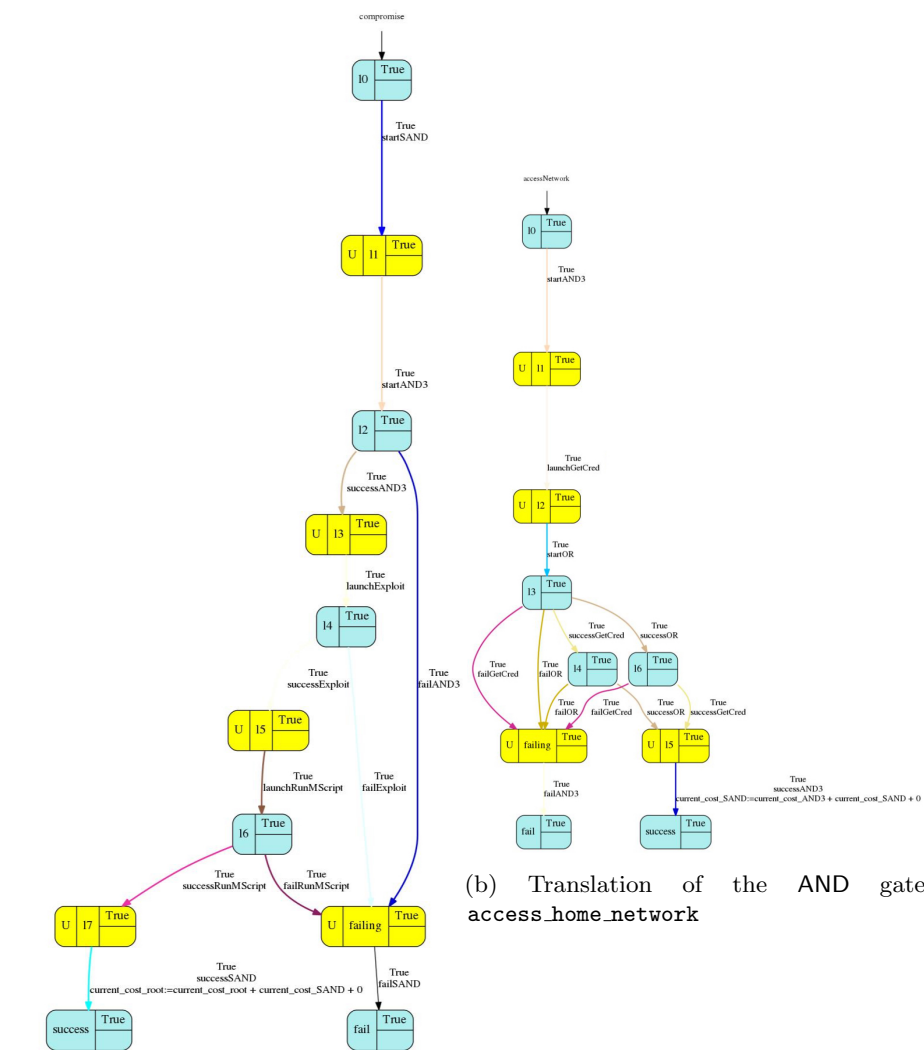 compromise
l0
True
True
startSAND
U
l1
True
True
startAND3
l2
True
True
successAND3
U
l3
True
True
launchExploit
l4
True
True
successExploit
True
failAND3
U
l5
True
True
launchRunMScript
True
failExploit
l6
True
True
successRunMScript
True
failRunMScript
U
l7
True
U
failing
True
True
successSAND
current_cost_root:=current_cost_root + current_cost_SAND + 0
True
failSAND
success
True
fail
True
accessNetwork
l0
True
True
startAND3
U
l1
True
True
launchGetCred
U
l2
True
True
startOR
l3
True
True
successGetCred
True
successOR
True
failGetCred
True
failOR
l4
True
l6
True
True
failOR
True
failGetCred
True
successOR
True
successGetCred
U
failing
True
U
l5
True
True
failAND3
True
successAND3
current_cost_SAND:=current_cost_AND3 + current_cost_SAND + 0
fail
True
success
True
(b) Translation of the AND gate
access_home_network